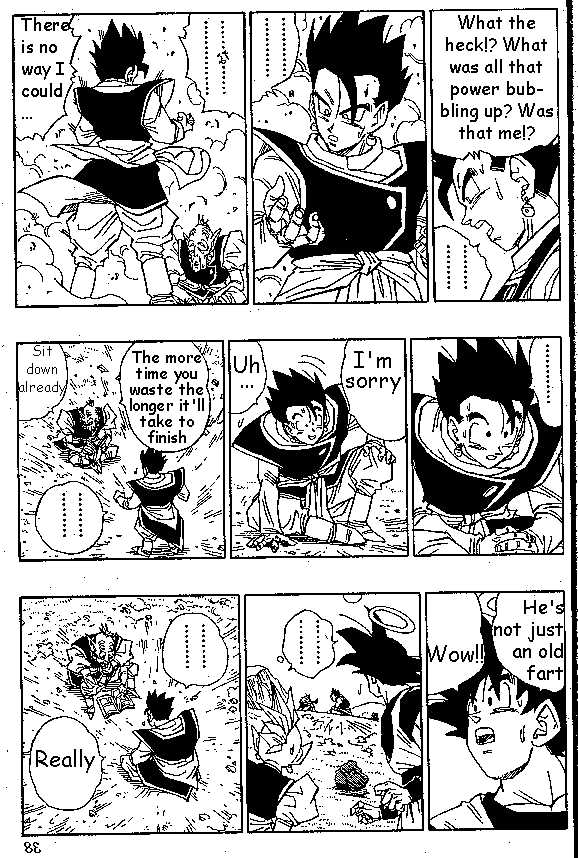 What the
heck!? What
was all that
power bub-
bling up? Was
that me!?
There
is no
way I
could
...
I'm
sorry
Uh
...
The more
time you
waste the
longer it'll
take to
finish
Sit
down
already
He's
not just
an old
fart
Wow!!
Really
38